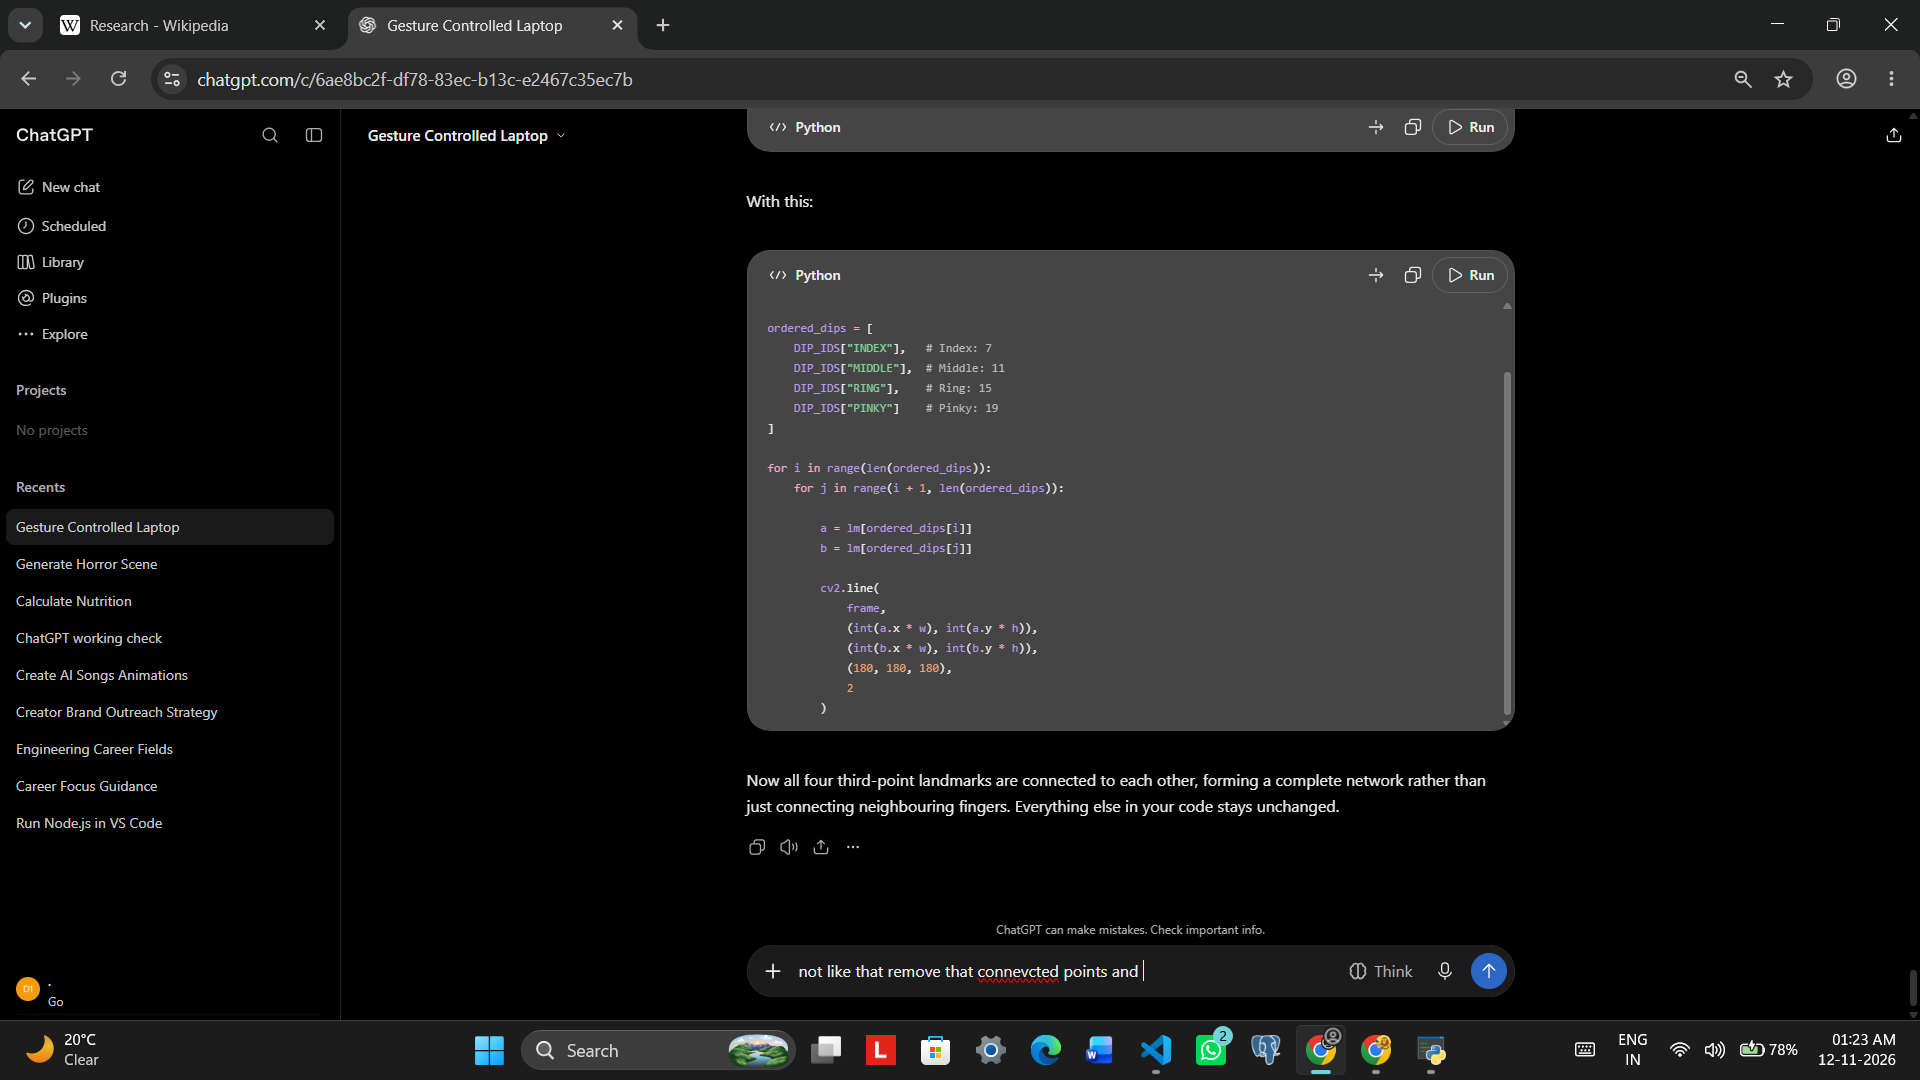 Research - Wikipedia
Gesture Controlled Laptop
chatgpt.com/c/6ae8bc2f-df78-83ec-b13c-e2467c35ec7b
ChatGPT
New chat
Scheduled
Library
Plugins
Explore
Projects
No projects
Recents
Gesture Controlled Laptop
Generate Horror Scene
Calculate Nutrition
ChatGPT working check
Create AI Songs Animations
Creator Brand Outreach Strategy
Engineering Career Fields
Career Focus Guidance
Run Node.js in VS Code
D1
.
Go
Gesture Controlled Laptop
Python
Run
With this:
Python
Run
ordered_dips = [
DIP_IDS["INDEX"],   # Index: 7
DIP_IDS["MIDDLE"],  # Middle: 11
DIP_IDS["RING"],    # Ring: 15
DIP_IDS["PINKY"]    # Pinky: 19
]
for i in range(len(ordered_dips)):
for j in range(i + 1, len(ordered_dips)):
a = lm[ordered_dips[i]]
b = lm[ordered_dips[j]]
cv2.line(
frame,
(int(a.x * w), int(a.y * h)),
(int(b.x * w), int(b.y * h)),
(180, 180, 180),
2
)
Now all four third-point landmarks are connected to each other, forming a complete network rather than
just connecting neighbouring fingers. Everything else in your code stays unchanged.
ChatGPT can make mistakes. Check important info.
not like that remove that connevcted points and
Think
20°C
Clear
Search
L
2
ENG
IN
78%
01:23 AM
12-11-2026